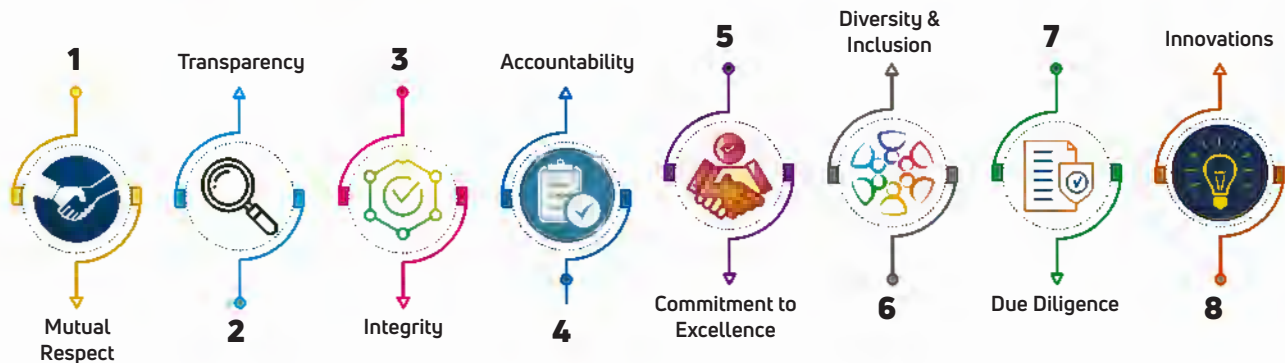 1
Mutual
Respect
Transparency
2
3
Integrity
Accountability
4
5
Commitment to
Excellence
Diversity &
Inclusion
6
7
Due Diligence
Innovations
8